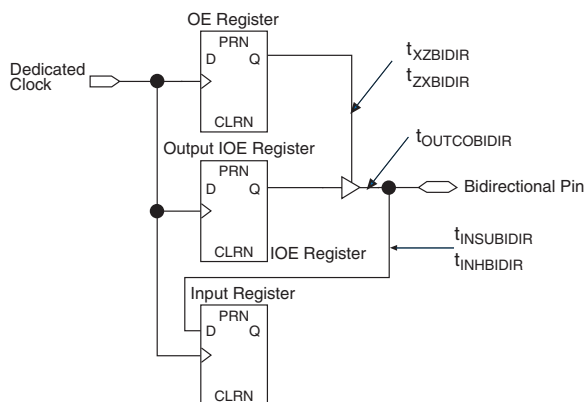 OE Register
PRN
D Q
CLRN
Dedicated
Clock
tXZBIDIR
tZXBIDIR
tOUTCOBIDIR
Output IOE Register
PRN
D Q
CLRN
Bidirectional Pin
IOE Register
tINSUBIDIR
tINHBIDIR
Input Register
PRN
D Q
CLRN